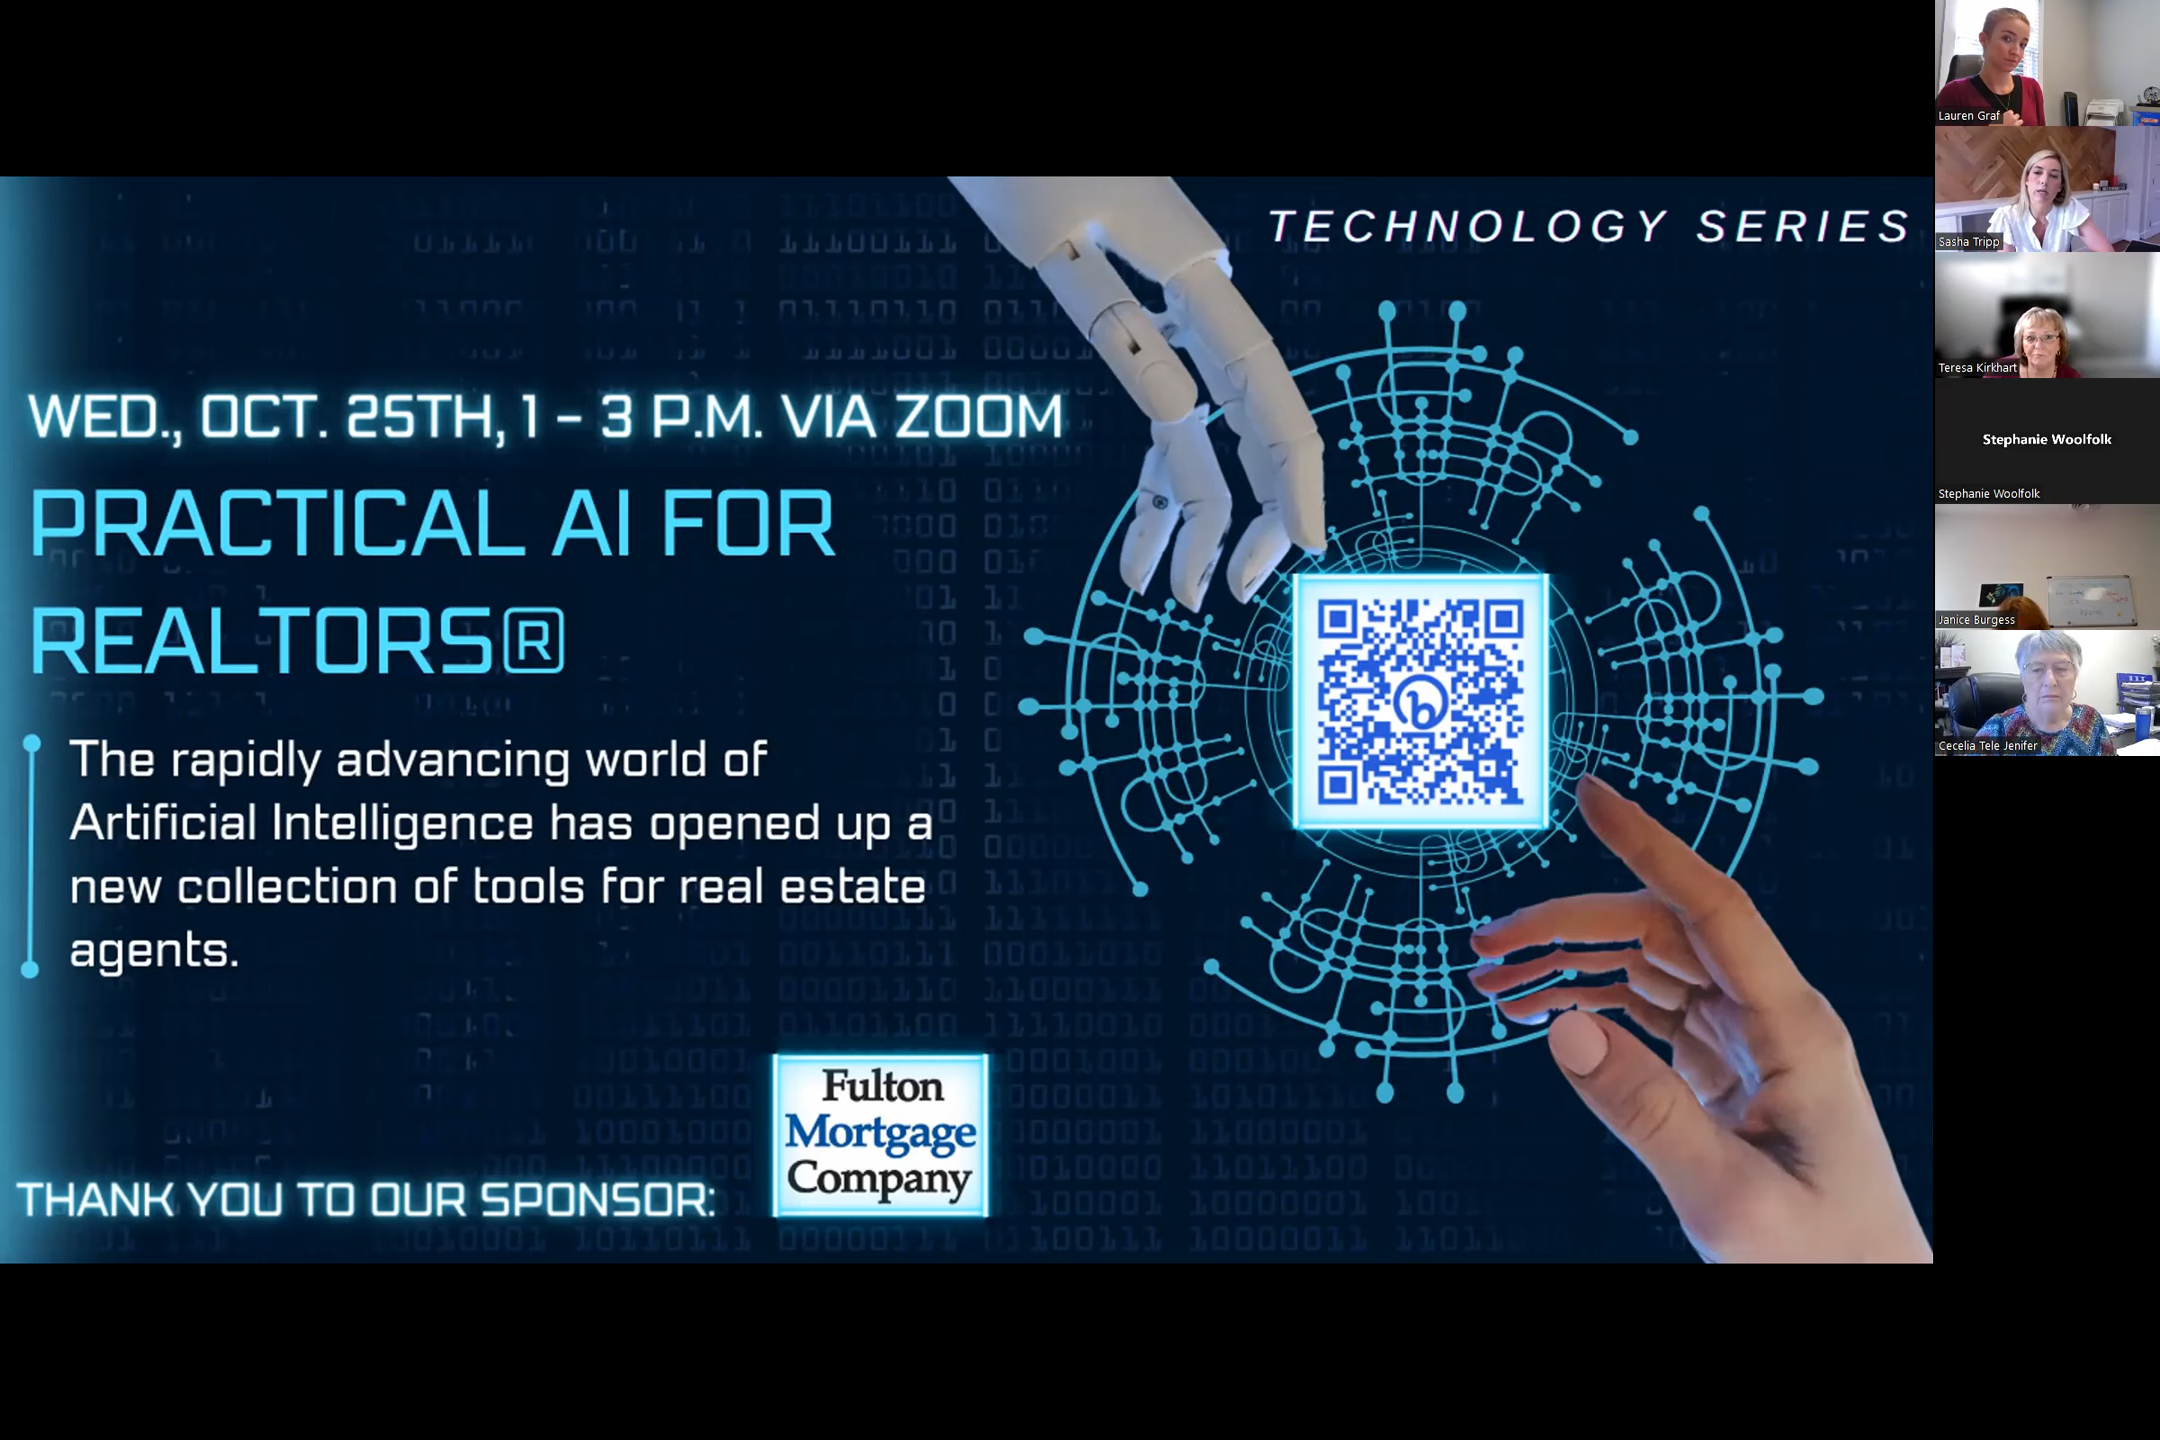 TECHNOLOGY SERIES
WED., OCT. 25TH, 1 - 3 P.M. VIA ZOOM
PRACTICAL AI FOR
REALTORS®
The rapidly advancing world of
Artificial Intelligence has opened up a
new collection of tools for real estate
agents.
THANK YOU TO OUR SPONSOR:
Fulton
Mortgage
Company
Lauren Graf
Sasha Tripp
Teresa Kirkhart
Stephanie Woolfolk
Stephanie Woolfolk
Janice Burgess
Cecelia Tele Jenifer